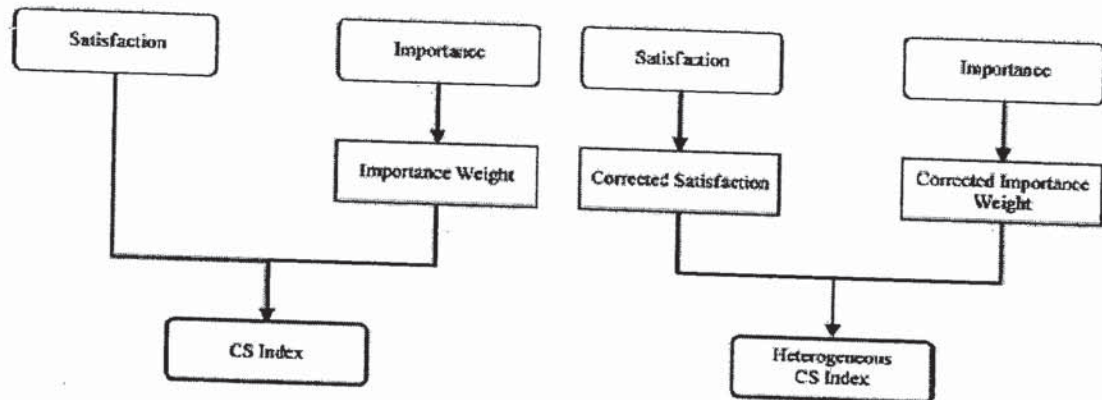 Satisfaction
Importance
Importance Weight
CS Index
Satisfaction
Importance
Corrected Satisfaction
Corrected Importance
Weight
Heterogeneous
CS Index